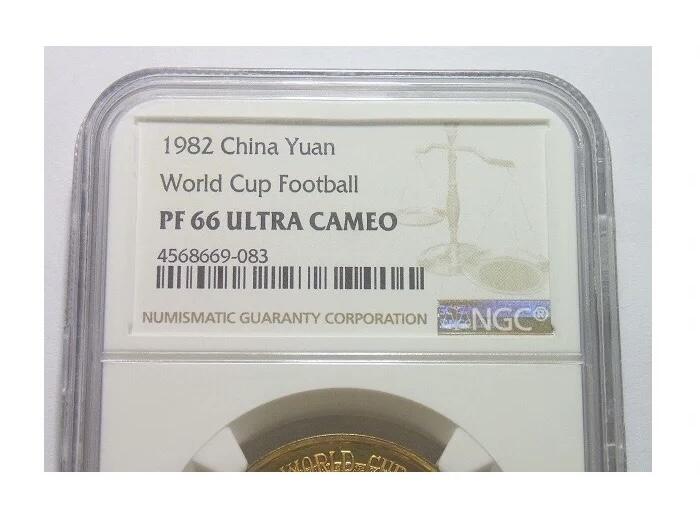 1982 China Yuan
World Cup Football
PF 66 ULTRA CAMEO
4568669-083
NUMISMATIC GUARANTY CORPORATION
NGC®
WORLD CUP